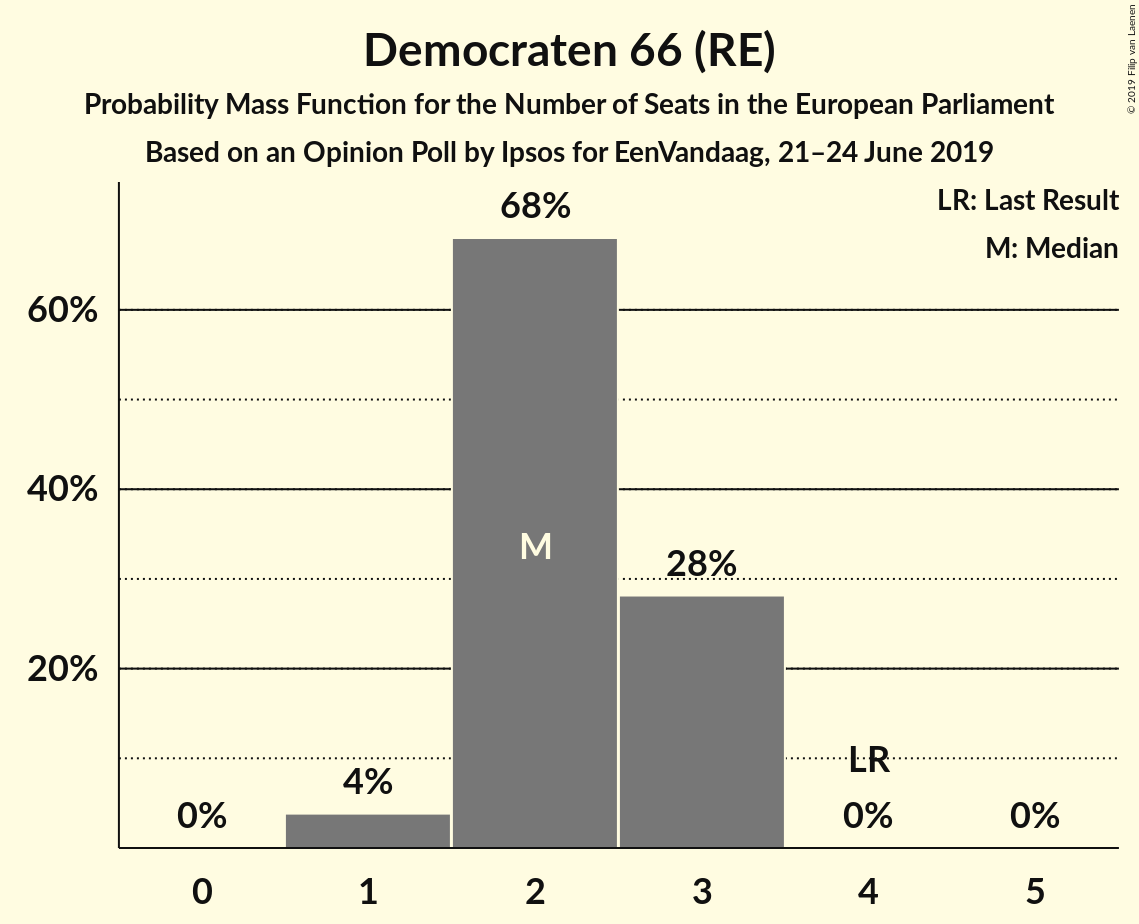 Democraten 66 (RE)
Probability Mass Function for the Number of Seats in the European Parliament
Based on an Opinion Poll by Ipsos for EenVandaag, 21–24 June 2019
© 2019 Filip van Laenen
LR: Last Result
M: Median
68%
60%
40%
M
28%
20%
LR
4%
0%
0%
0%
0 1 2 3 4 5